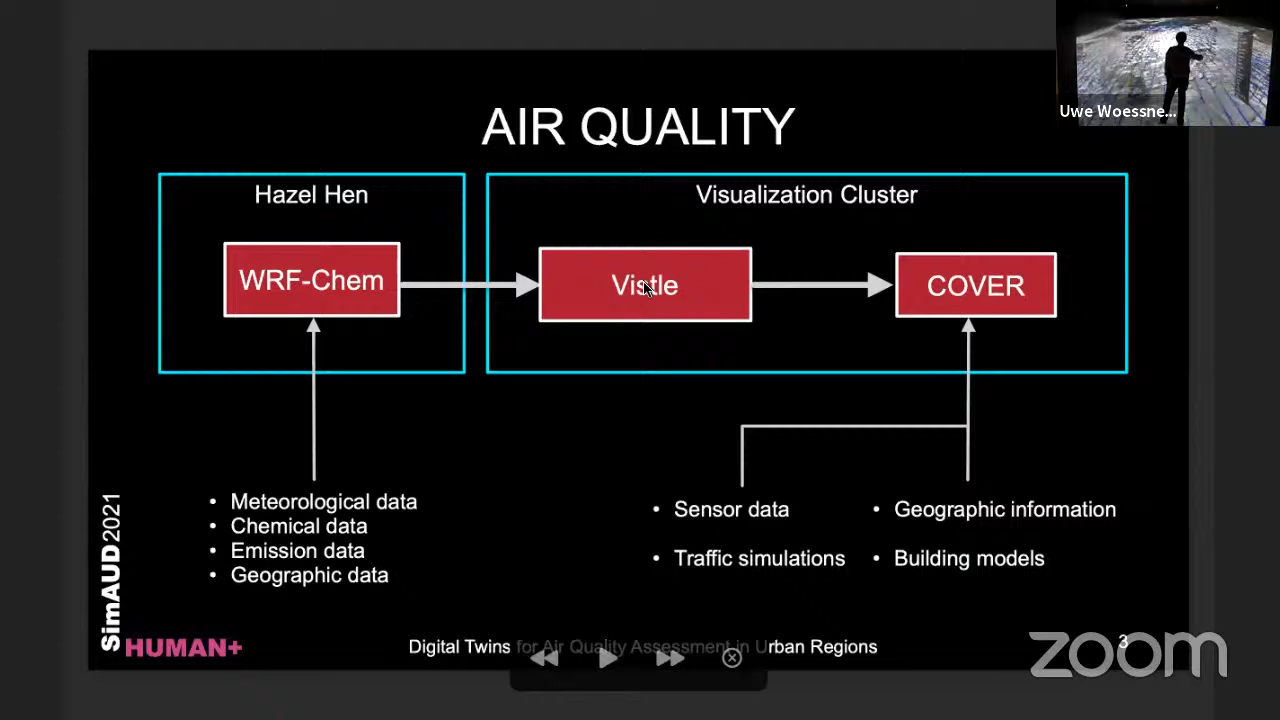 Uwe Woessne...
AIR QUALITY
Hazel Hen
Visualization Cluster
WRF-Chem
Vistle
COVER
• Meteorological data
• Chemical data
• Emission data
• Geographic data
• Sensor data
• Traffic simulations
• Geographic information
• Building models
SimAUD2021
HUMAN+
Digital Twins for Air Quality Assessment in Urban Regions
3
zoom